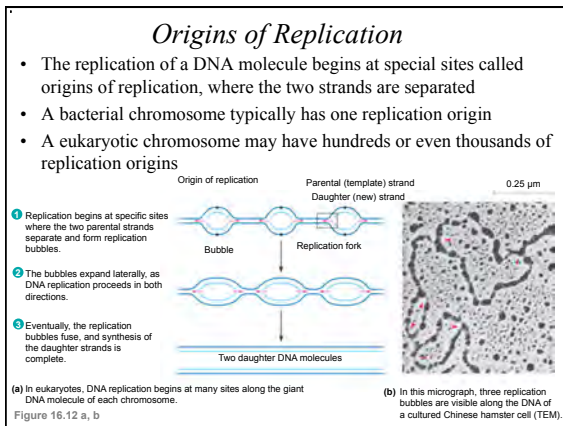 Origins of Replication
• The replication of a DNA molecule begins at special sites called
origins of replication, where the two strands are separated
• A bacterial chromosome typically has one replication origin
• A eukaryotic chromosome may have hundreds or even thousands of
replication origins
Origin of replication
Parental (template) strand
Daughter (new) strand
0.25 µm
1 Replication begins at specific sites
where the two parental strands
separate and form replication
bubbles.
Bubble
Replication fork
2 The bubbles expand laterally, as
DNA replication proceeds in both
directions.
3 Eventually, the replication
bubbles fuse, and synthesis of
the daughter strands is
complete.
Two daughter DNA molecules
(a) In eukaryotes, DNA replication begins at many sites along the giant
DNA molecule of each chromosome.
(b) In this micrograph, three replication
bubbles are visible along the DNA of
a cultured Chinese hamster cell (TEM).
Figure 16.12 a, b